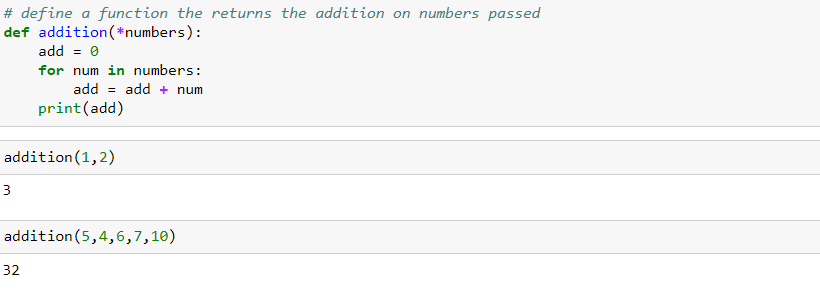 # define a function the returns the addition on numbers passed
def addition(*numbers):
    add = 0
    for num in numbers:
        add = add + num
    print(add)
addition(1,2)
3
addition(5,4,6,7,10)
32